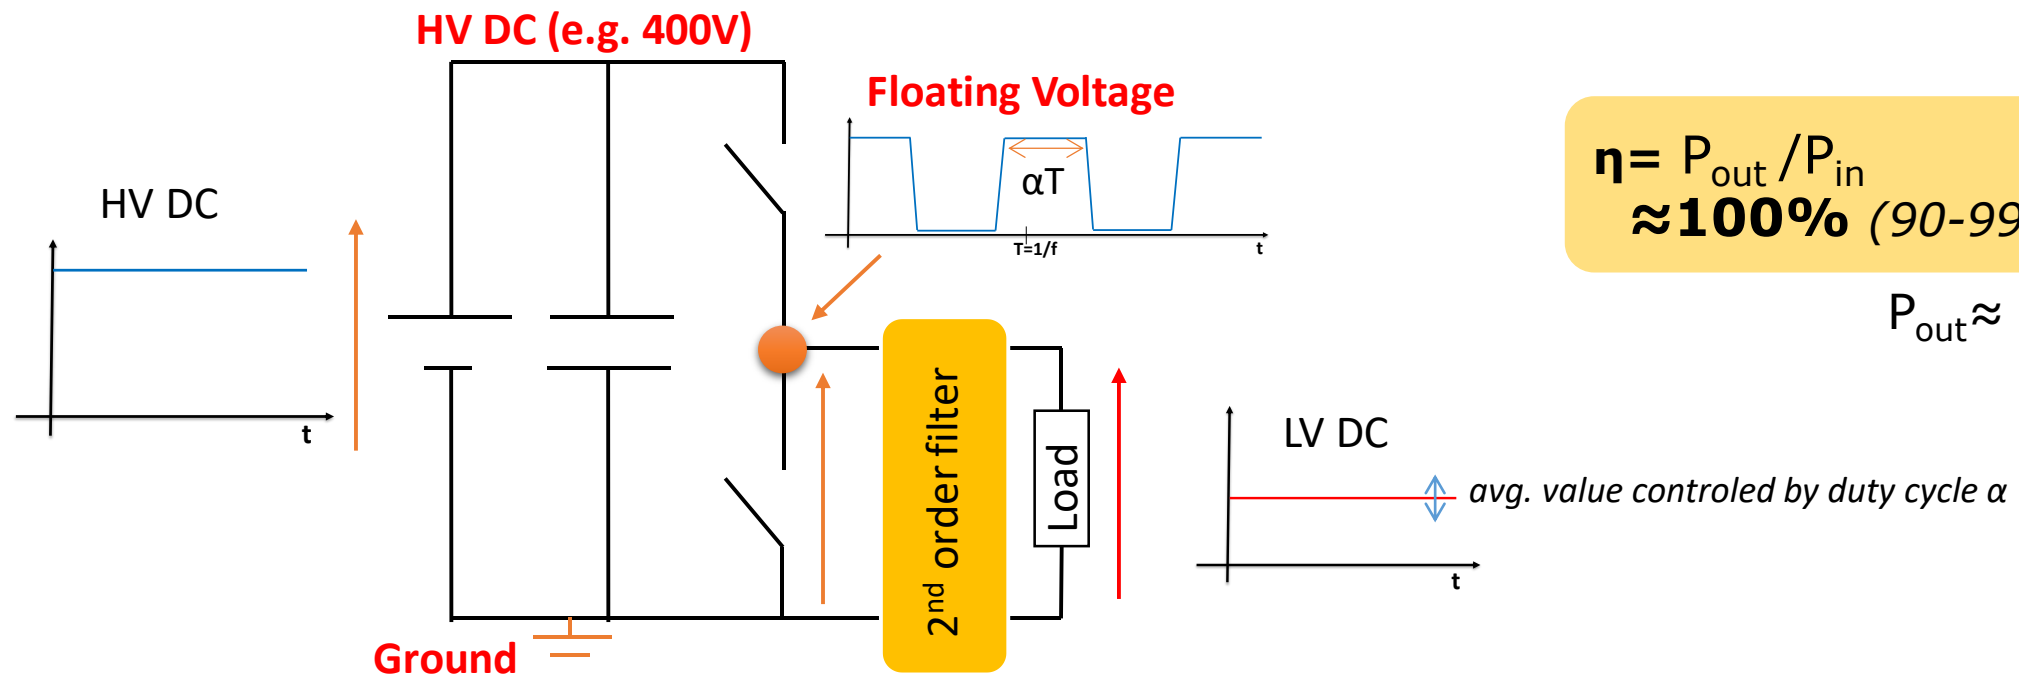 HV DC (e.g. 400V)
Floating Voltage
αT
T=1/f
t
HV DC
t
η= Pout /Pin
≈100% (90-99
Pout≈
2nd order filter
Load
LV DC
avg. value controled by duty cycle α
t
Ground